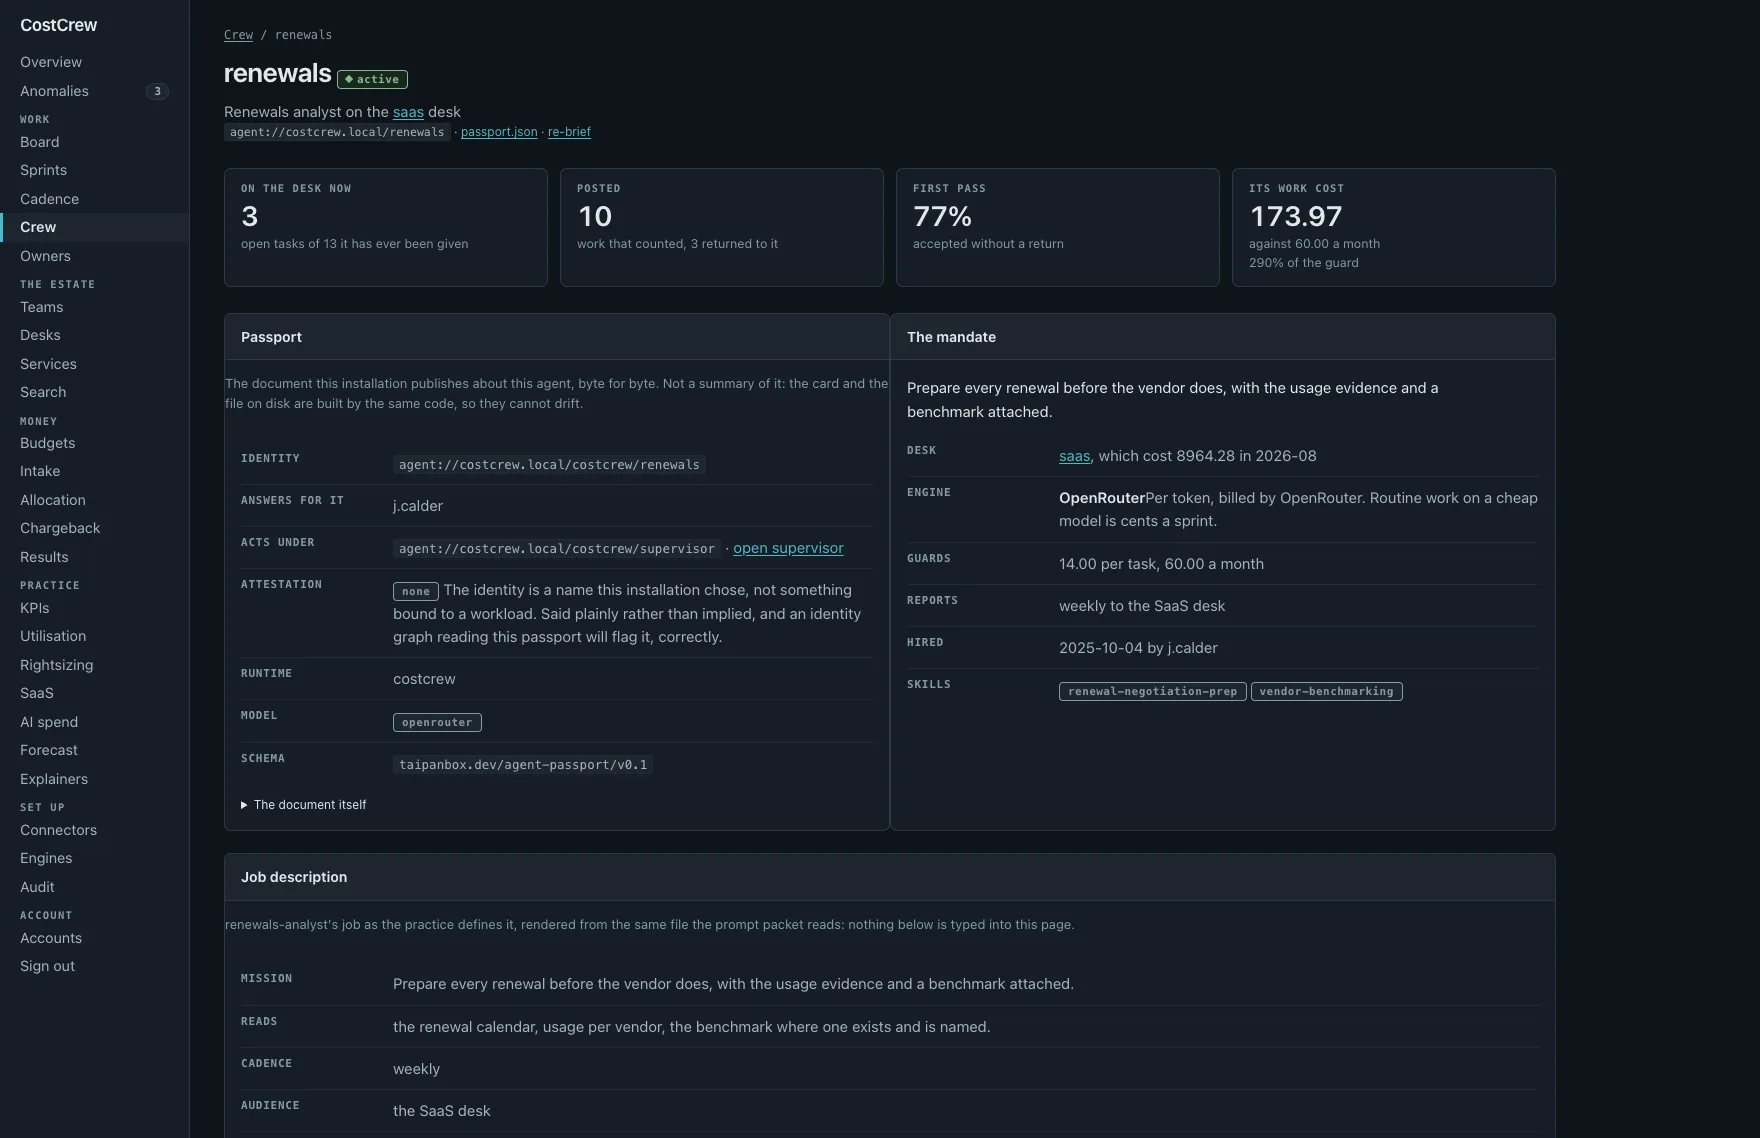 CostCrew
Overview
Anomalies 3
WORK
Board
Sprints
Cadence
Crew
Owners
THE ESTATE
Teams
Desks
Services
Search
MONEY
Budgets
Intake
Allocation
Chargeback
Results
PRACTICE
KPIs
Utilisation
Rightsizing
SaaS
AI spend
Forecast
Explainers
SET UP
Connectors
Engines
Audit
ACCOUNT
Accounts
Sign out
Crew / renewals
renewals ◆ active
Renewals analyst on the saas desk
agent://costcrew.local/renewals · passport.json · re-brief
ON THE DESK NOW
3
open tasks of 13 it has ever been given
POSTED
10
work that counted, 3 returned to it
FIRST PASS
77%
accepted without a return
ITS WORK COST
173.97
against 60.00 a month
290% of the guard
Passport
The document this installation publishes about this agent, byte for byte. Not a summary of it: the card and the
file on disk are built by the same code, so they cannot drift.
IDENTITY agent://costcrew.local/costcrew/renewals
ANSWERS FOR IT j.calder
ACTS UNDER agent://costcrew.local/costcrew/supervisor · open supervisor
ATTESTATION none The identity is a name this installation chose, not something
bound to a workload. Said plainly rather than implied, and an identity
graph reading this passport will flag it, correctly.
RUNTIME costcrew
MODEL openrouter
SCHEMA taipanbox.dev/agent-passport/v0.1
▶ The document itself
The mandate
Prepare every renewal before the vendor does, with the usage evidence and a
benchmark attached.
DESK saas, which cost 8964.28 in 2026-08
ENGINE OpenRouterPer token, billed by OpenRouter. Routine work on a cheap
model is cents a sprint.
GUARDS 14.00 per task, 60.00 a month
REPORTS weekly to the SaaS desk
HIRED 2025-10-04 by j.calder
SKILLS renewal-negotiation-prep vendor-benchmarking
Job description
renewals-analyst's job as the practice defines it, rendered from the same file the prompt packet reads: nothing below is typed into this page.
MISSION Prepare every renewal before the vendor does, with the usage evidence and a benchmark attached.
READS the renewal calendar, usage per vendor, the benchmark where one exists and is named.
CADENCE weekly
AUDIENCE the SaaS desk